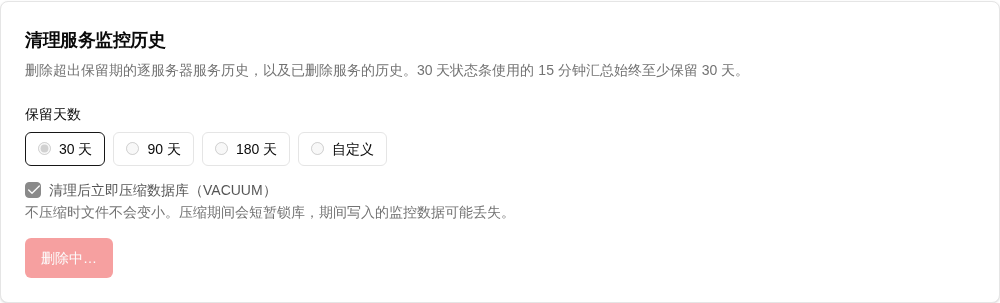 清理服务监控历史
删除超出保留期的逐服务器服务历史，以及已删除服务的历史。30 天状态条使用的 15 分钟汇总始终至少保留 30 天。
保留天数
30 天 90 天 180 天 自定义
清理后立即压缩数据库（VACUUM）
不压缩时文件不会变小。压缩期间会短暂锁库，期间写入的监控数据可能丢失。
删除中…